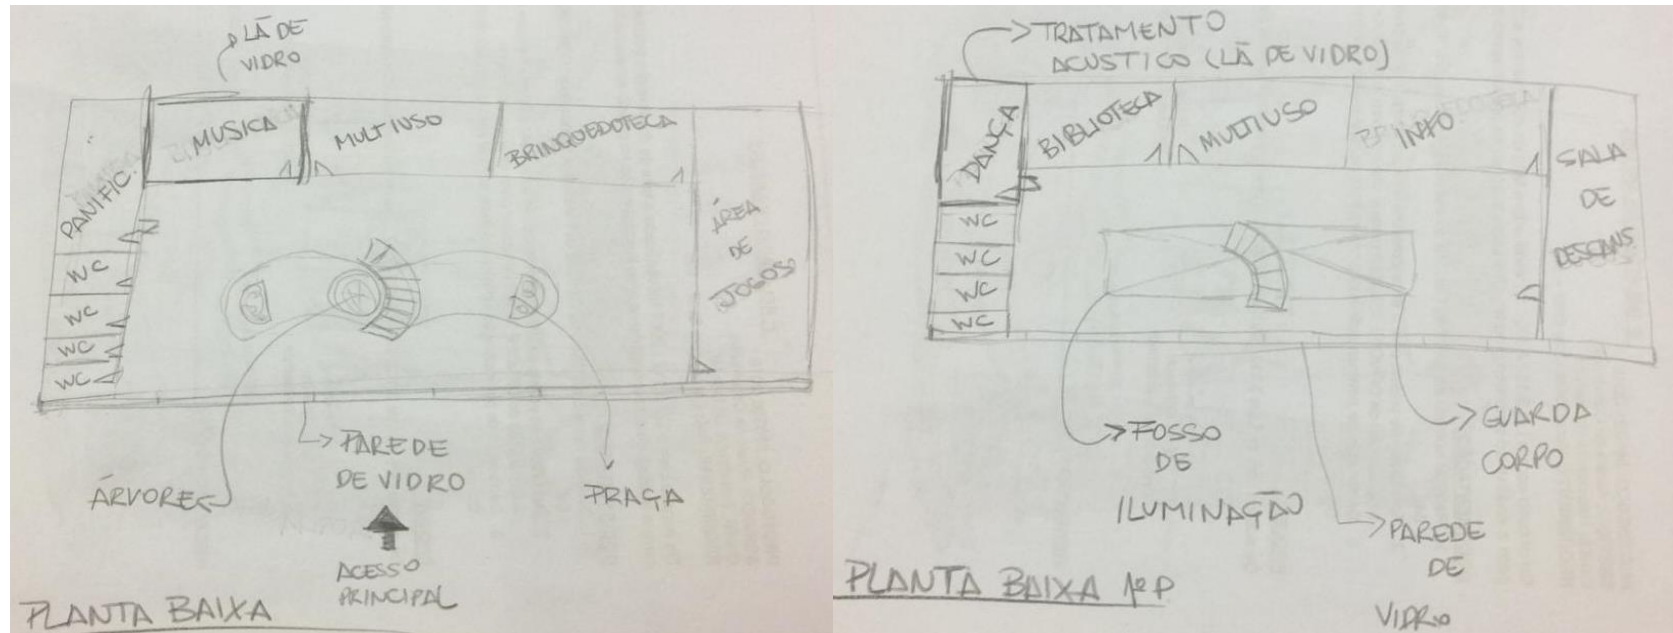 LÃ DE
VIDRO
MUSICA
MULTIUSO
BRINQUEDOTECA
PANIFIC.
ÁREA
DE
JOGOS
WC
WC
WC
WC
PAREDE
DE VIDRO
ÁRVORE
PRAÇA
ACESSO
PRINCIPAL
PLANTA BAIXA
TRATAMENTO
ACUSTICO (LÃ DE VIDRO)
DANÇA
BIBLIOTECA
MULTIUSO
INFO
SALA
DE
DESCANS
WC
WC
WC
WC
FOSSO
DE
ILUMINAÇÃO
GUARDA
CORPO
PAREDE
DE
VIDRO
PLANTA BAIXA 1º P